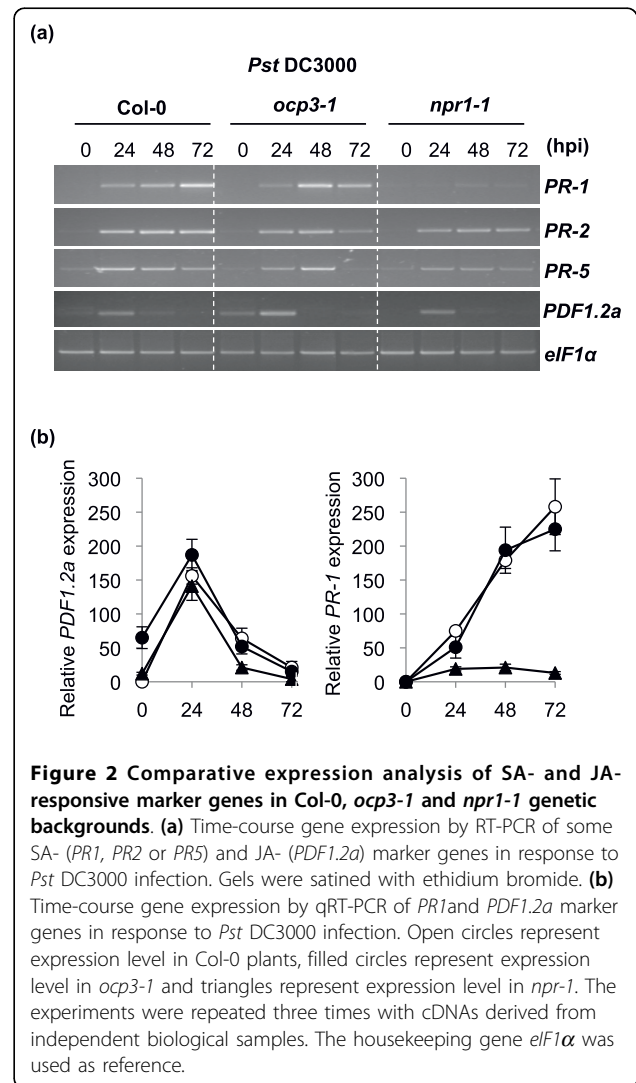 (a)
Pst DC3000
Col-0 ocp3-1 npr1-1
0 24 48 72 0 24 48 72 0 24 48 72 (hpi)
PR-1
PR-2
PR-5
PDF1.2a
eIF1α
(b)
Relative PDF1.2a expression
300
250
200
150
100
50
0
0 24 48 72
Relative PR-1 expression
300
250
200
150
100
50
0
0 24 48 72
Figure 2 Comparative expression analysis of SA- and JA-
responsive marker genes in Col-0, ocp3-1 and npr1-1 genetic
backgrounds. (a) Time-course gene expression by RT-PCR of some
SA- (PR1, PR2 or PR5) and JA- (PDF1.2a) marker genes in response to
Pst DC3000 infection. Gels were satined with ethidium bromide. (b)
Time-course gene expression by qRT-PCR of PR1and PDF1.2a marker
genes in response to Pst DC3000 infection. Open circles represent
expression level in Col-0 plants, filled circles represent expression
level in ocp3-1 and triangles represent expression level in npr-1. The
experiments were repeated three times with cDNAs derived from
independent biological samples. The housekeeping gene eIF1α was
used as reference.